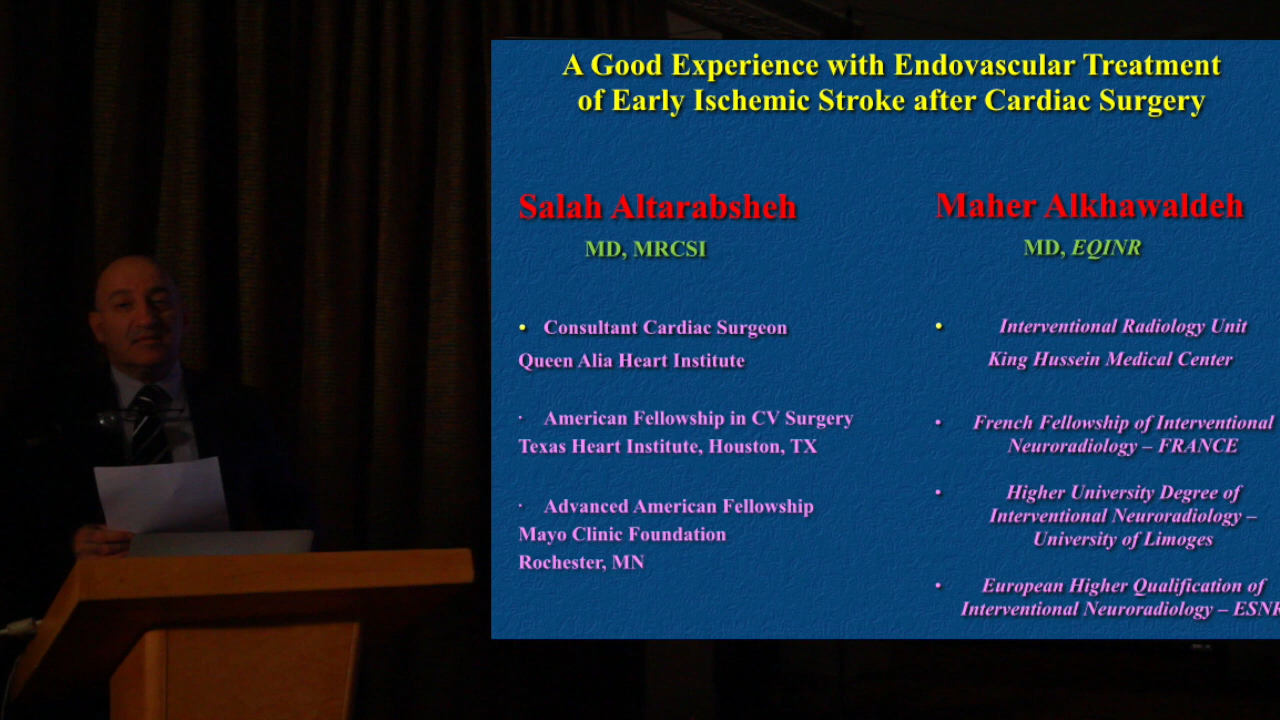 A Good Experience with Endovascular Treatment
of Early Ischemic Stroke after Cardiac Surgery
Salah Altarabsheh
MD, MRCSI
• Consultant Cardiac Surgeon
Queen Alia Heart Institute
· American Fellowship in CV Surgery
Texas Heart Institute, Houston, TX
· Advanced American Fellowship
Mayo Clinic Foundation
Rochester, MN
Maher Alkhawaldeh
MD, EQINR
• Interventional Radiology Unit
King Hussein Medical Center
• French Fellowship of Interventional
Neuroradiology – FRANCE
• Higher University Degree of
Interventional Neuroradiology –
University of Limoges
• European Higher Qualification of
Interventional Neuroradiology – ESNR